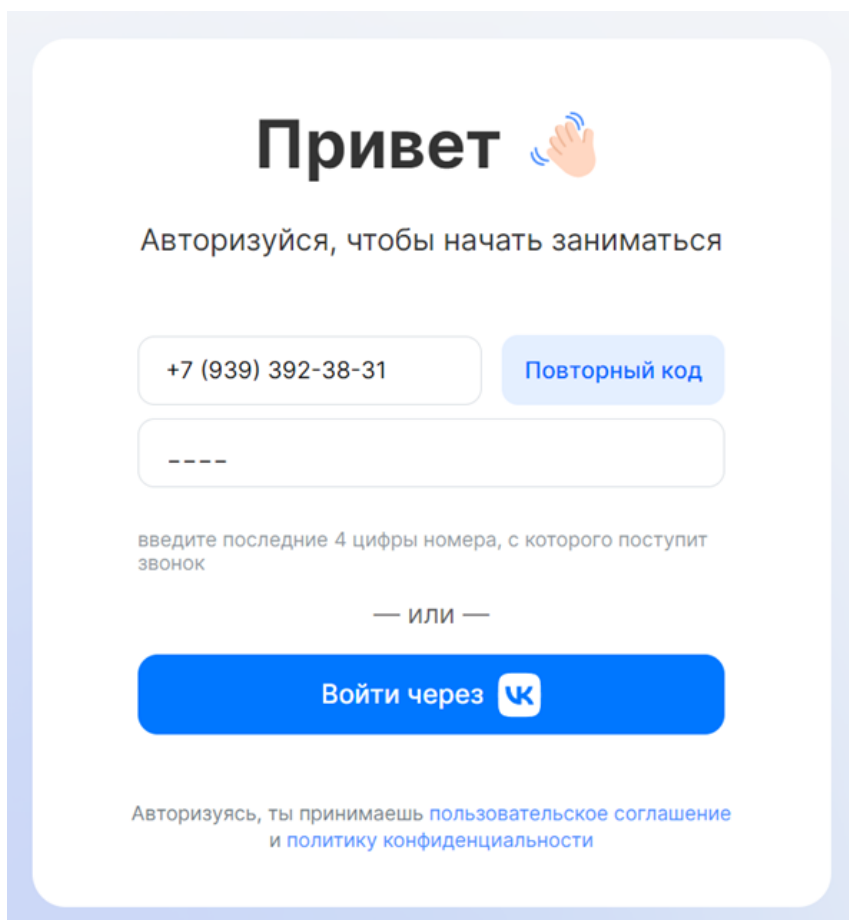 Привет
Авторизуйся, чтобы начать заниматься
+7 (939) 392-38-31
Повторный код
----
введите последние 4 цифры номера, с которого поступит
звонок
— или —
Войти через
Авторизуясь, ты принимаешь пользовательское соглашение
и политику конфиденциальности